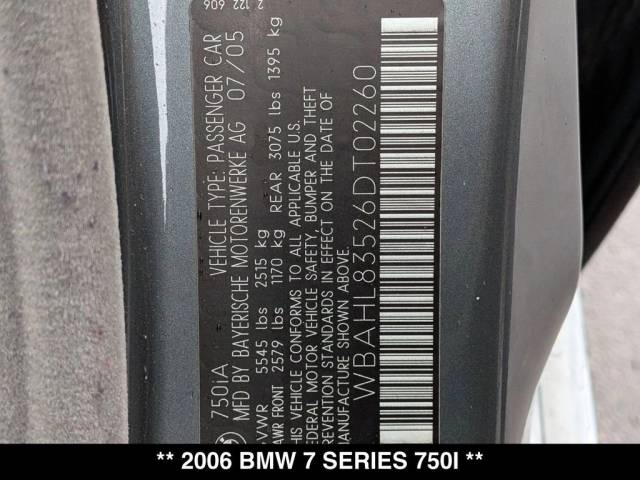 2 122 606
750iA VEHICLE TYPE: PASSENGER CAR
MFD BY BAYERISCHE MOTORENWERKE AG 07/05
GVWR 5545 lbs 2515 kg
GAWR FRONT 2579 lbs 1170 kg REAR 3075 lbs 1395 kg
THIS VEHICLE CONFORMS TO ALL APPLICABLE U.S.
FEDERAL MOTOR VEHICLE SAFETY, BUMPER AND THEFT
PREVENTION STANDARDS IN EFFECT ON THE DATE OF
MANUFACTURE SHOWN ABOVE.
WBAHL83526DT02260
** 2006 BMW 7 SERIES 750I **